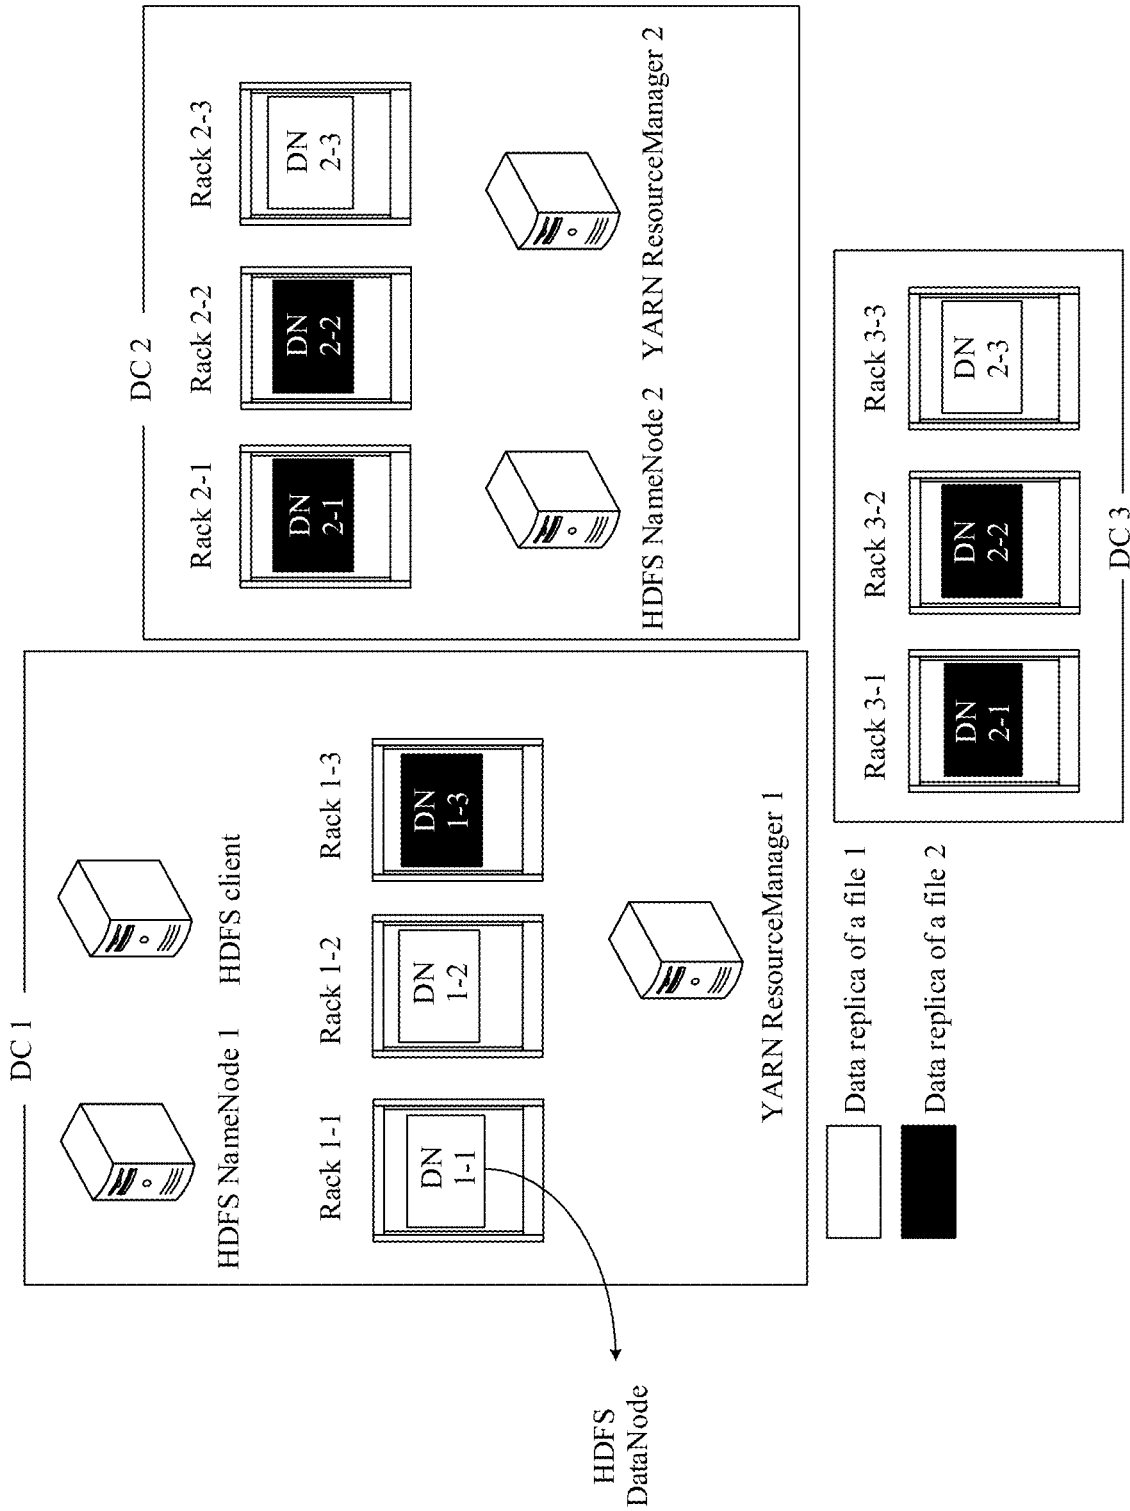 DC 1
HDFS NameNode 1
HDFS client
Rack 1-1
Rack 1-2
Rack 1-3
DN
1-1
DN
1-2
DN
1-3
YARN ResourceManager 1
HDFS
DataNode
DC 2
Rack 2-1
Rack 2-2
Rack 2-3
DN
2-1
DN
2-2
DN
2-3
HDFS NameNode 2
YARN ResourceManager 2
Rack 3-1
Rack 3-2
Rack 3-3
DN
2-1
DN
2-2
DN
2-3
DC 3
Data replica of a file 1
Data replica of a file 2